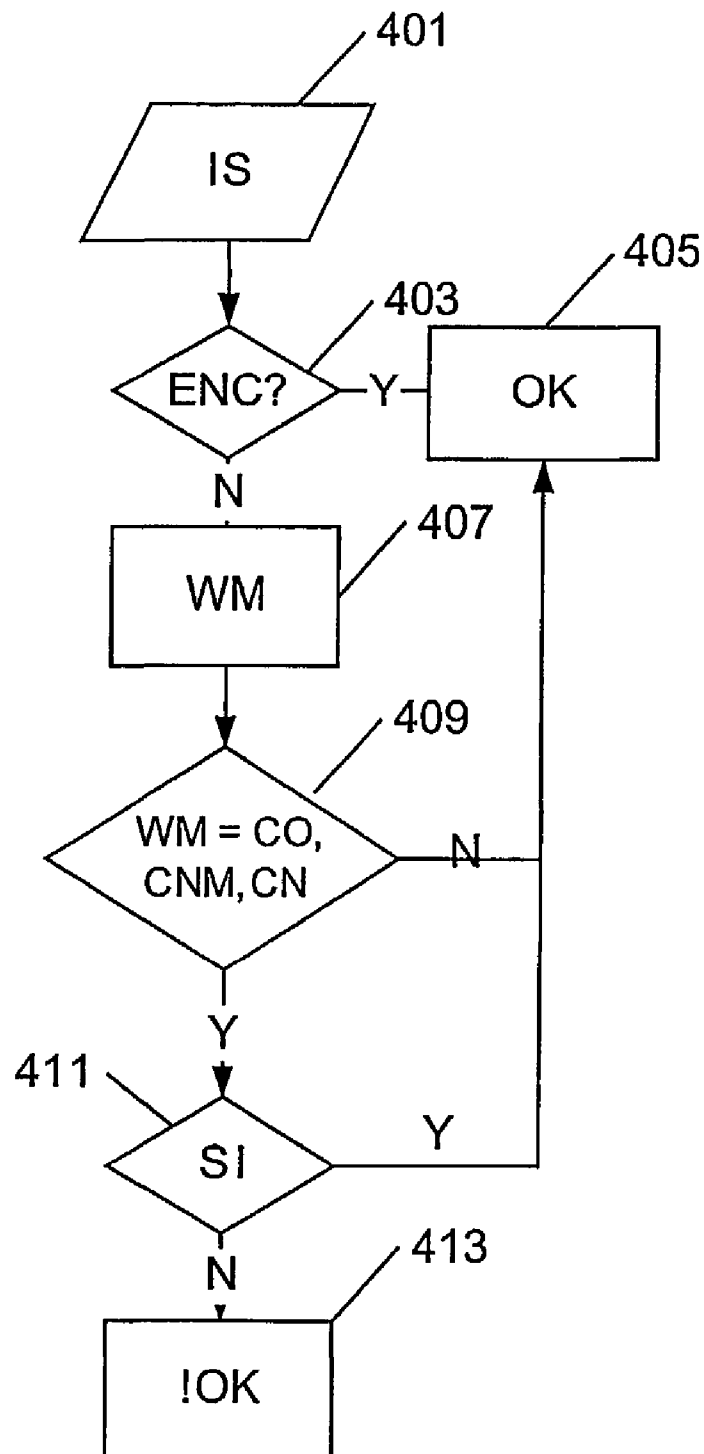 401
IS
405
403
ENC?
Y
OK
N
407
WM
409
WM = CO,
CNM, CN
N
Y
411
SI
Y
N
413
!OK